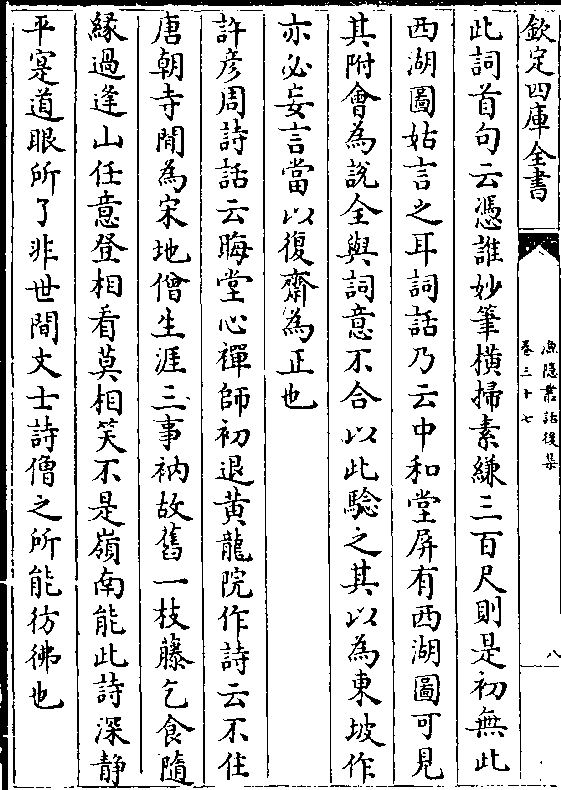 欽定四庫全書
漁隱叢話後集
卷三十七
八
此詞首句云憑誰妙筆橫掃素縑三百尺則是初無此
西湖圖姑言之耳詞話乃云中和堂屏有西湖圖可見
其附會為說全與詞意不合以此驗之其以為東坡作
亦必妄言當以復齋為正也
許彦周詩話云晦堂心禪師初退黄龍院作詩云不住
唐朝寺閒為宋地僧生涯三事衲故舊一枝藤乞食隨
緣過逢山任意登相看莫相笑不是嶺南能此詩深静
平寔道眼所了非世間文士詩僧之所能彷彿也